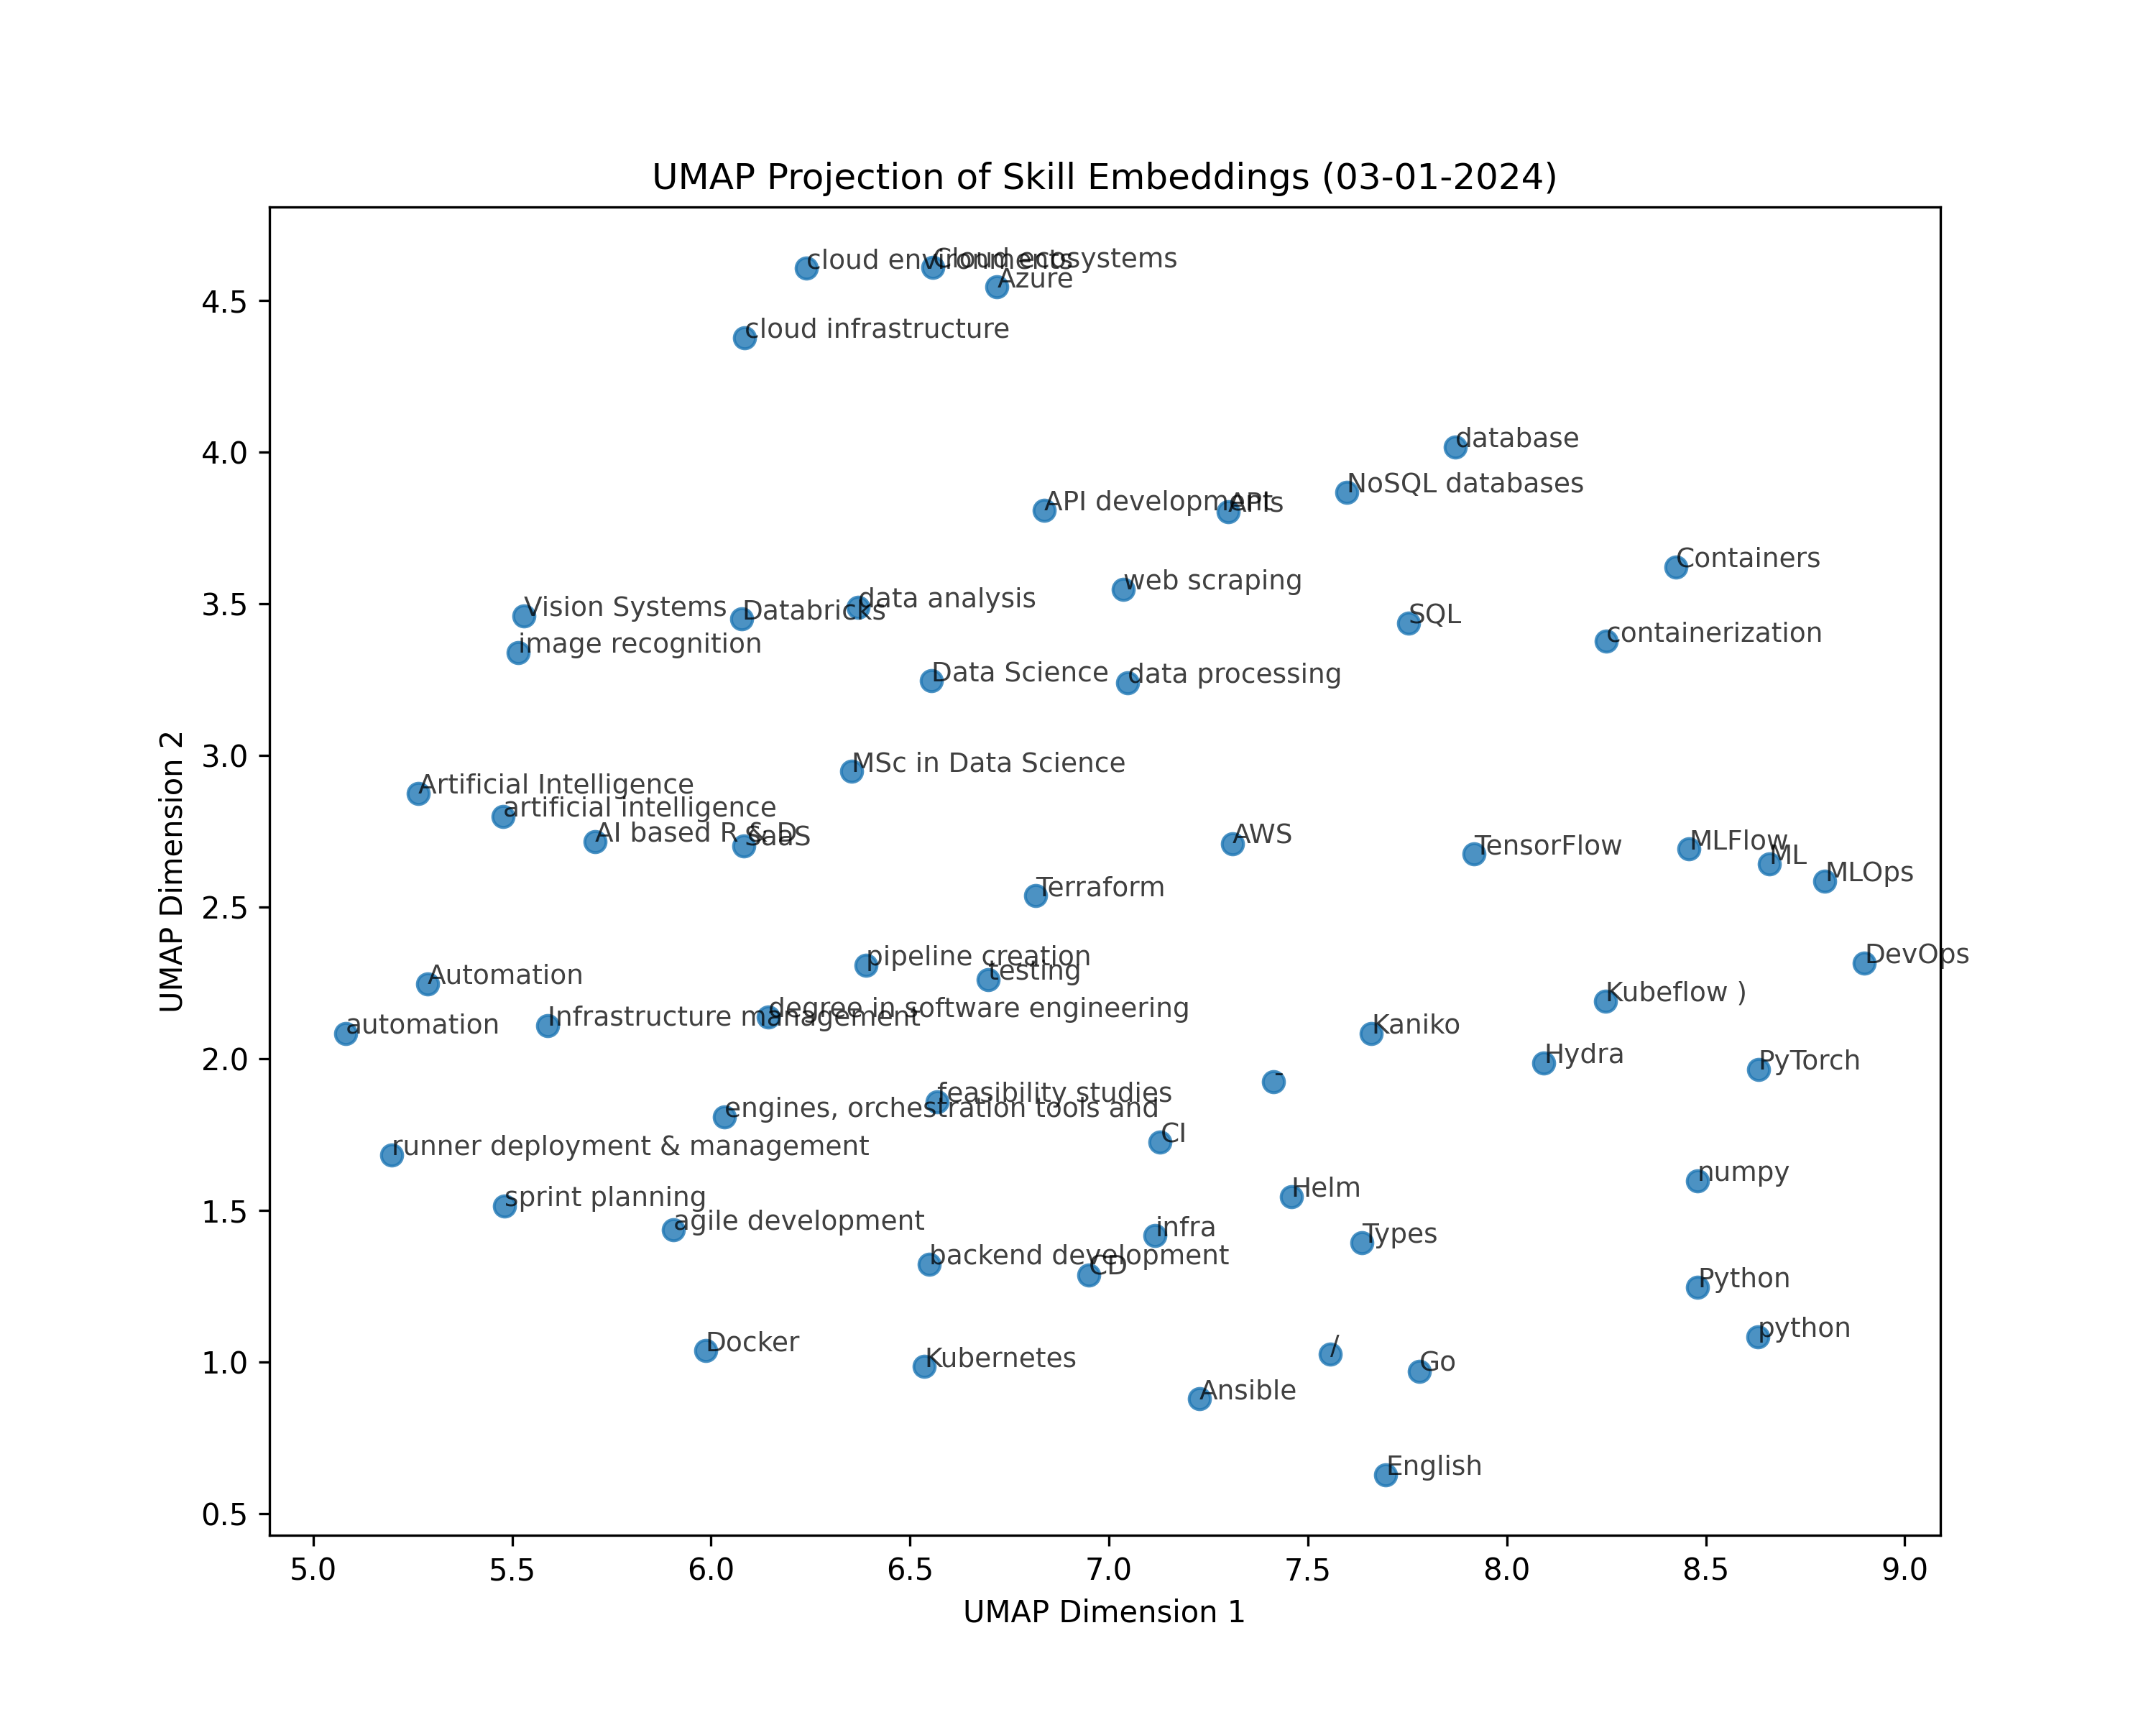 UMAP Projection of Skill Embeddings (03-01-2024)
cloud environments
Cloud ecosystems
Azure
4.5
cloud infrastructure
database
4.0
NoSQL databases
API development
APIs
Containers
web scraping
data analysis
Vision Systems
Databricks
3.5
SQL
containerization
image recognition
Data Science
data processing
MSc in Data Science
3.0
Artificial Intelligence
artificial intelligence
AI based R & D
SaaS
AWS
MLFlow
TensorFlow
ML
MLOps
Terraform
2.5
pipeline creation
DevOps
testing
Automation
Kubeflow )
degree in software engineering
Infrastructure management
automation
Kaniko
2.0
Hydra
PyTorch
-
feasibility studies
engines, orchestration tools and
CI
runner deployment & management
numpy
sprint planning
Helm
1.5
agile development
infra
Types
backend development
CD
Python
python
Docker
1.0
Kubernetes
/
Go
Ansible
English
0.5
UMAP Dimension 2
5.0 5.5 6.0 6.5 7.0 7.5 8.0 8.5 9.0
UMAP Dimension 1